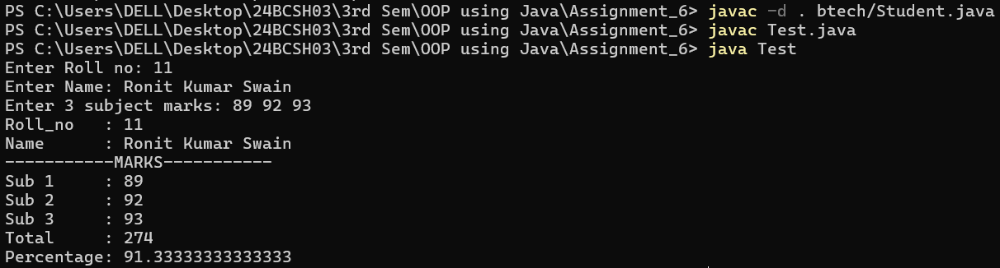 PS C:\Users\DELL\Desktop\24BCSH03\3rd Sem\OOP using Java\Assignment_6> javac -d . btech/Student.java
PS C:\Users\DELL\Desktop\24BCSH03\3rd Sem\OOP using Java\Assignment_6> javac Test.java
PS C:\Users\DELL\Desktop\24BCSH03\3rd Sem\OOP using Java\Assignment_6> java Test
Enter Roll no: 11
Enter Name: Ronit Kumar Swain
Enter 3 subject marks: 89 92 93
Roll_no   : 11
Name      : Ronit Kumar Swain
-----------MARKS-----------
Sub 1     : 89
Sub 2     : 92
Sub 3     : 93
Total     : 274
Percentage: 91.33333333333333